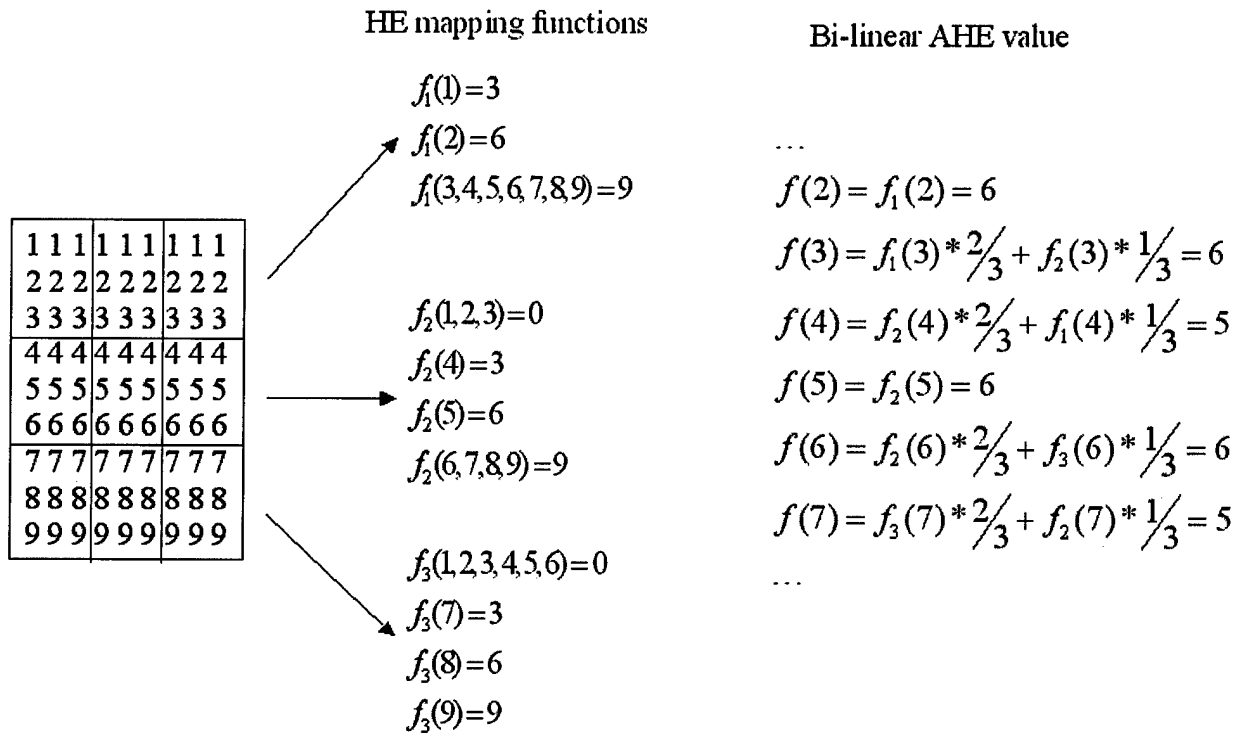 HE mapping functions
Bi-linear AHE value
f₁(1)=3
f₁(2)=6
f₁(3,4,5,6,7,8,9)=9
1 1 1 1 1 1 1 1 1
2 2 2 2 2 2 2 2 2
3 3 3 3 3 3 3 3 3
4 4 4 4 4 4 4 4 4
5 5 5 5 5 5 5 5 5
6 6 6 6 6 6 6 6 6
7 7 7 7 7 7 7 7 7
8 8 8 8 8 8 8 8 8
9 9 9 9 9 9 9 9 9
f₂(1,2,3)=0
f₂(4)=3
f₂(5)=6
f₂(6,7,8,9)=9
f₃(1,2,3,4,5,6)=0
f₃(7)=3
f₃(8)=6
f₃(9)=9
...
f(2) = f₁(2) = 6
f(3) = f₁(3) * 2/3 + f₂(3) * 1/3 = 6
f(4) = f₂(4) * 2/3 + f₁(4) * 1/3 = 5
f(5) = f₂(5) = 6
f(6) = f₂(6) * 2/3 + f₃(6) * 1/3 = 6
f(7) = f₃(7) * 2/3 + f₂(7) * 1/3 = 5
...